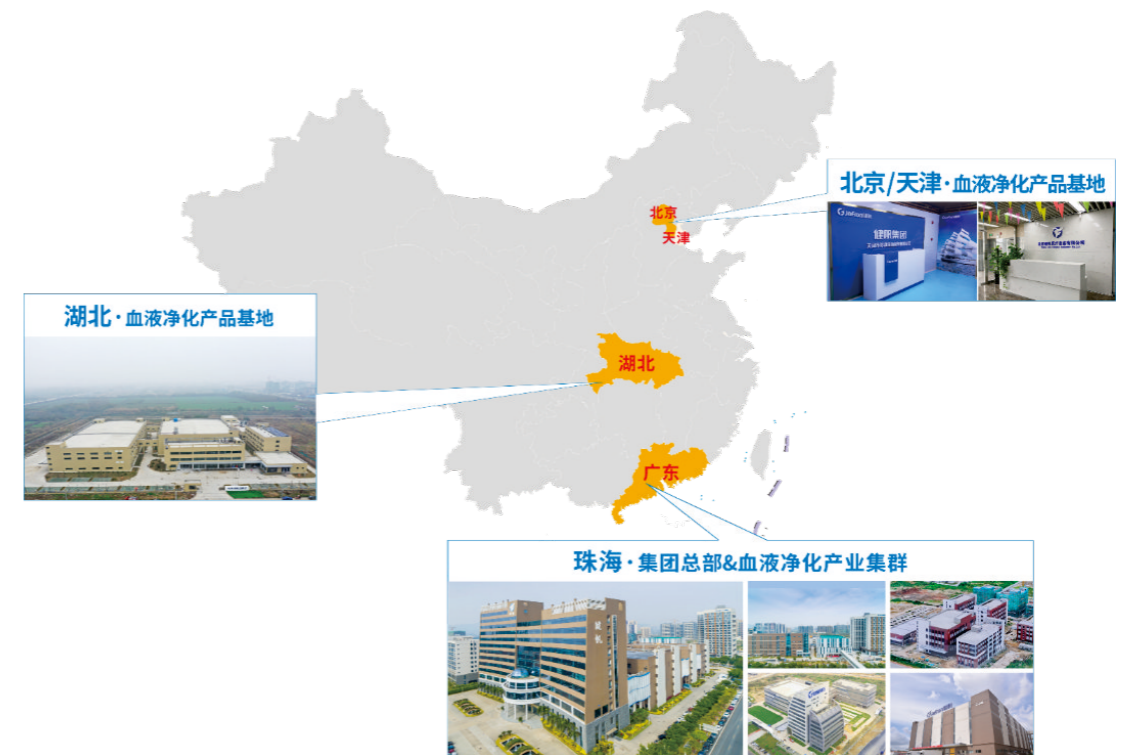 北京/天津·血液净化产品基地
北京
天津
健帆集团
湖北·血液净化产品基地
湖北
广东
珠海·集团总部&血液净化产业集群
健帆